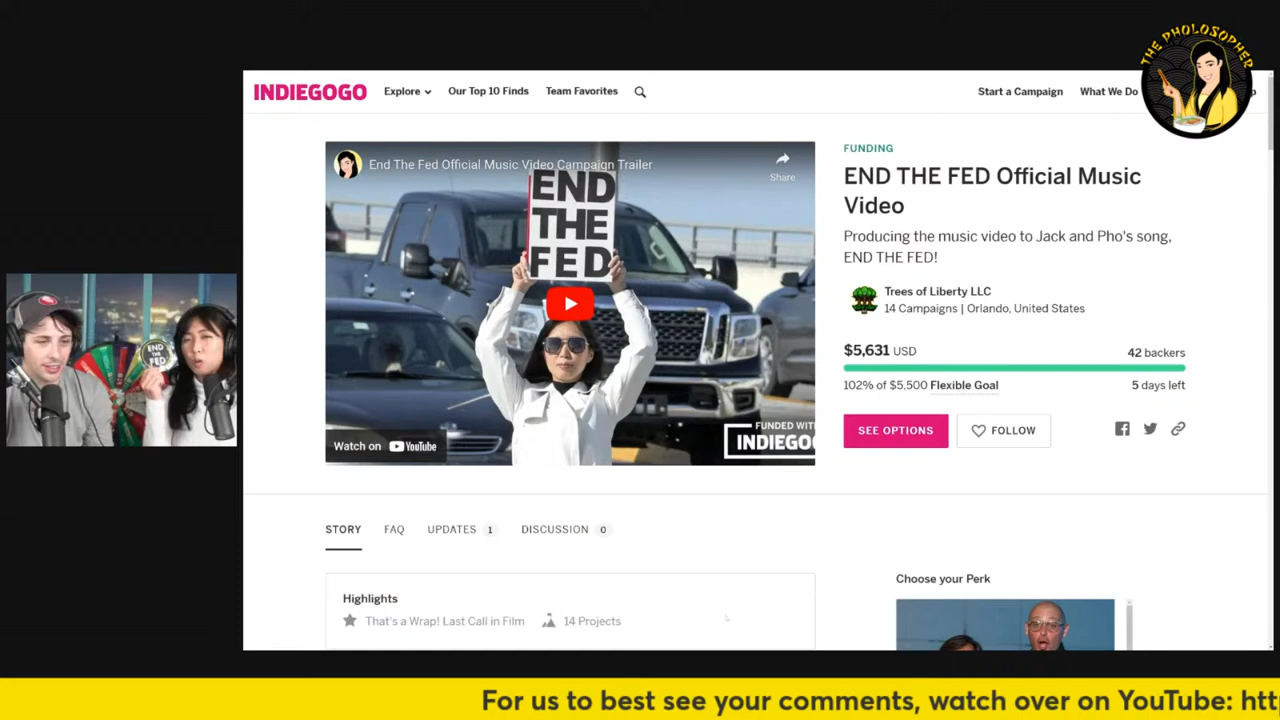 THE PHOLOSOPHER
INDIEGOGO
Explore
Our Top 10 Finds
Team Favorites
Start a Campaign
What We Do
End The Fed Official Music Video Campaign Trailer
Share
END
THE
FED
FUNDED WITH
INDIEGO
Watch on YouTube
FUNDING
END THE FED Official Music
Video
Producing the music video to Jack and Pho's song,
END THE FED!
Trees of Liberty LLC
14 Campaigns | Orlando, United States
$5,631 USD
42 backers
102% of $5,500 Flexible Goal
5 days left
SEE OPTIONS
FOLLOW
END
THE
FED
STORY
FAQ
UPDATES 1
DISCUSSION 0
Highlights
That's a Wrap! Last Call in Film
14 Projects
Choose your Perk
For us to best see your comments, watch over on YouTube: htt